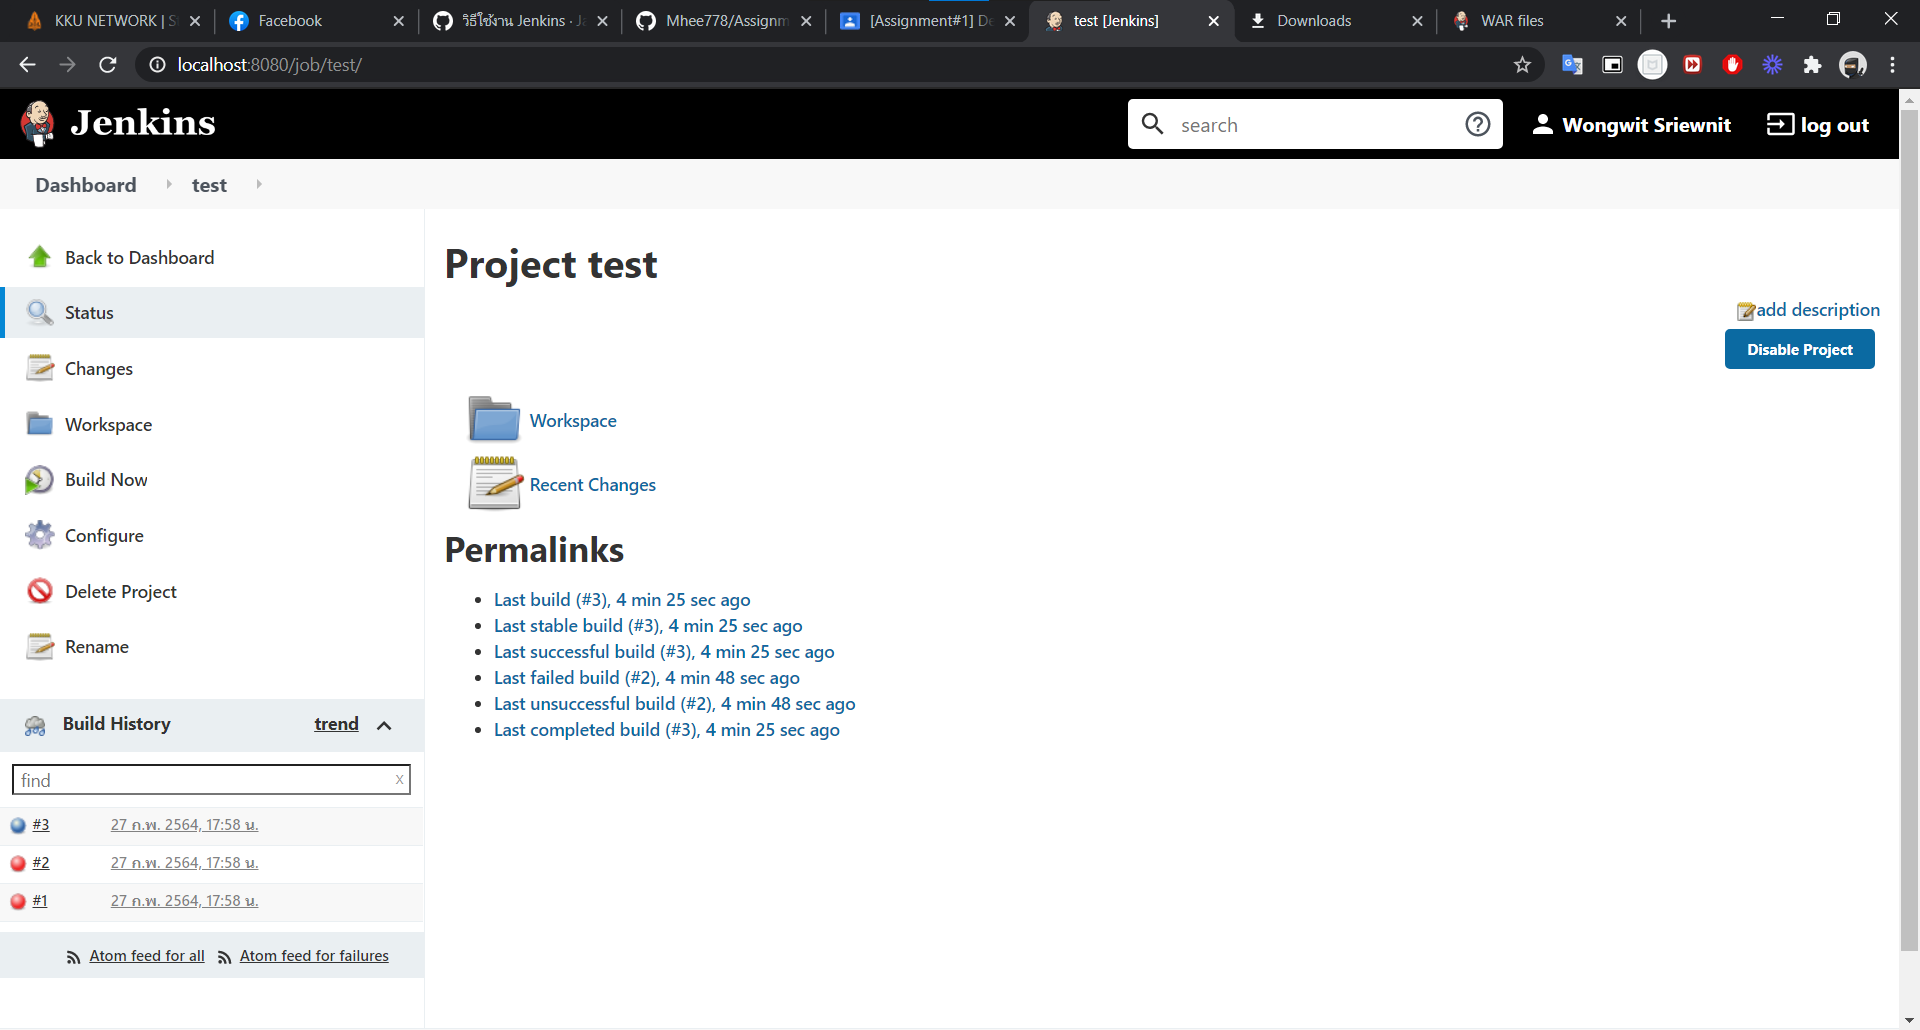 KKU NETWORK | S
Facebook
วิธีใช้งาน Jenkins · Ja
Mhee778/Assignm
[Assignment#1] De
test [Jenkins]
Downloads
WAR files
localhost:8080/job/test/
Jenkins
search
Wongwit Sriewnit
log out
Dashboard
test
Back to Dashboard
Status
Changes
Workspace
Build Now
Configure
Delete Project
Rename
Build History
trend
find
x
#3 27 ก.พ. 2564, 17:58 น.
#2 27 ก.พ. 2564, 17:58 น.
#1 27 ก.พ. 2564, 17:58 น.
Atom feed for all
Atom feed for failures
Project test
add description
Disable Project
Workspace
Recent Changes
Permalinks
Last build (#3), 4 min 25 sec ago
Last stable build (#3), 4 min 25 sec ago
Last successful build (#3), 4 min 25 sec ago
Last failed build (#2), 4 min 48 sec ago
Last unsuccessful build (#2), 4 min 48 sec ago
Last completed build (#3), 4 min 25 sec ago